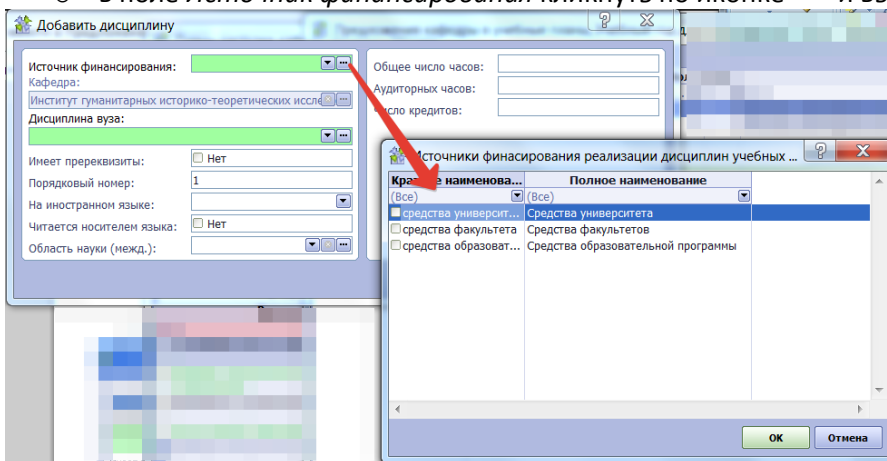 Добавить дисциплину
Источник финансирования:
Кафедра:
Институт гуманитарных историко-теоретических иссле
Дисциплина вуза:
Имеет пререквизиты: Нет
Порядковый номер: 1
На иностранном языке:
Читается носителем языка: Нет
Область науки (межд.):
Общее число часов:
Аудиторных часов:
число кредитов:
Источники финасирования реализации дисциплин учебных ...
наименова... Полное наименование
(Все) (Все)
средства университ... Средства университета
средства факультета Средства факультетов
средства образоват... Средства образовательной программы
ОК Отмена